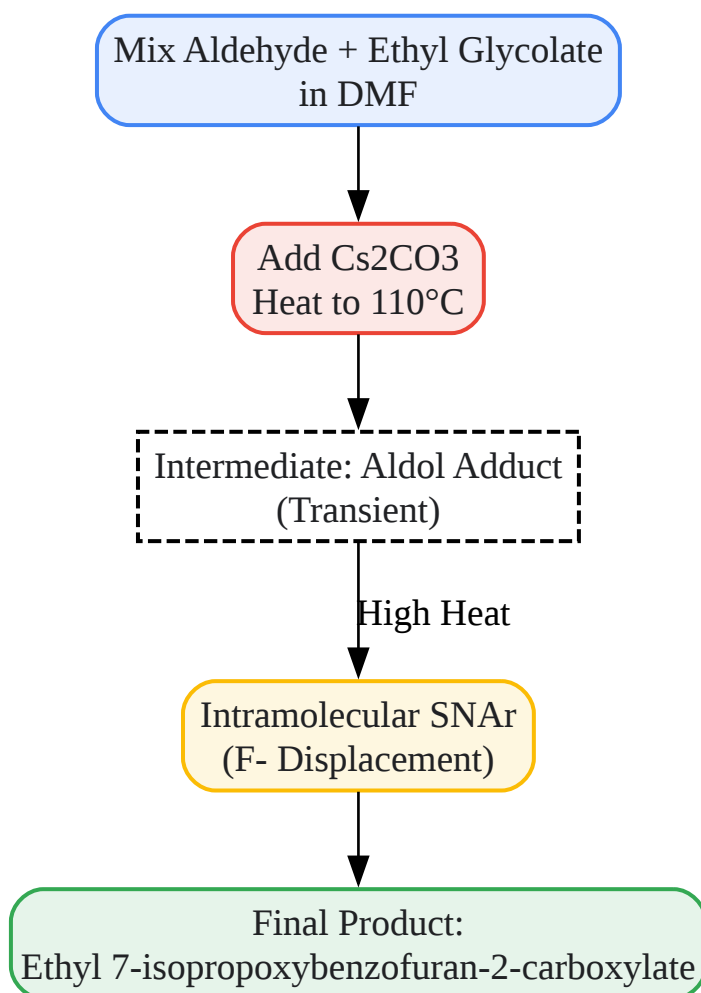 Mix Aldehyde + Ethyl Glycolate
in DMF
Add Cs2CO3
Heat to 110°C
Intermediate: Aldol Adduct
(Transient)
High Heat
Intramolecular SNAr
(F- Displacement)
Final Product:
Ethyl 7-isopropoxybenzofuran-2-carboxylate